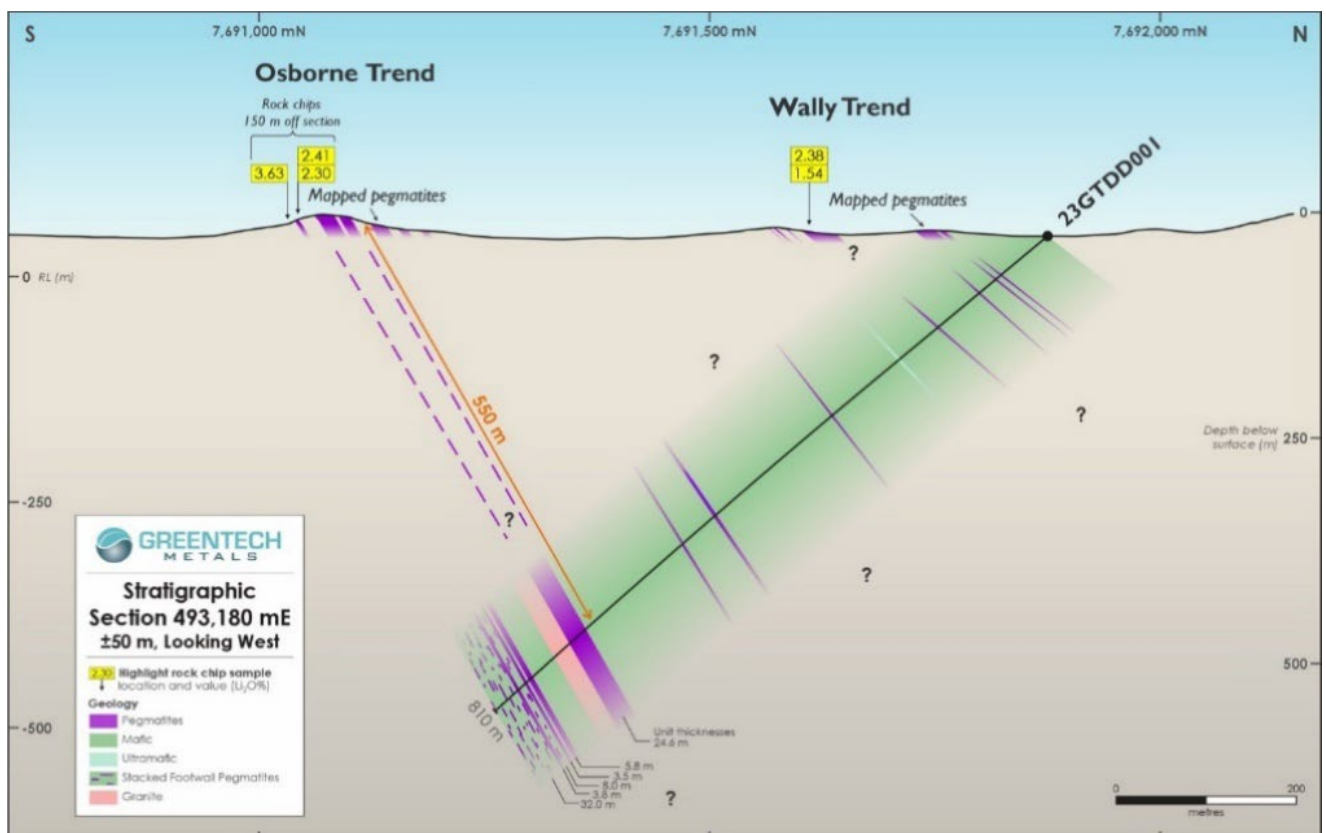 S
7,691,000 mN
7,691,500 mN
7,692,000 mN
N
Osborne Trend
Rock chips
150 m off section
3.63
2.41
2.30
Mapped pegmatites
Wally Trend
2.38
1.54
Mapped pegmatites
23GTDD001
0
0 RL (m)
?
?
?
550 m
Depth below
surface (m)
250
-250
?
?
500
-500
810 m
Unit thicknesses
24.6 m
5.8 m
3.5 m
8.0 m
3.8 m
32.0 m
?
GREENTECH
METALS
Stratigraphic
Section 493,180 mE
±50 m, Looking West
2.30 Highlight rock chip sample
location and value (Li₂O%)
Geology
Pegmatites
Mafic
Ultramafic
Stacked Footwall Pegmatites
Granite
0 200
metres